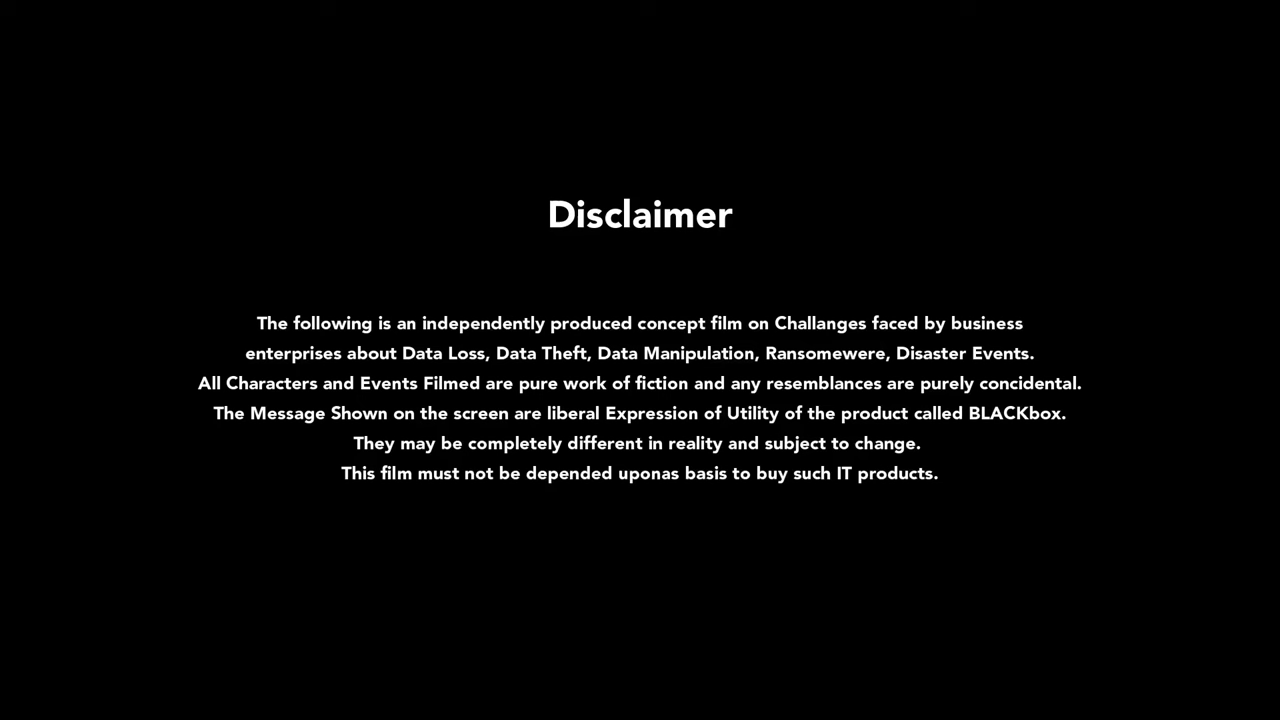 Disclaimer
The following is an independently produced concept film on Challanges faced by business
enterprises about Data Loss, Data Theft, Data Manipulation, Ransomewere, Disaster Events.
All Characters and Events Filmed are pure work of fiction and any resemblances are purely concidental.
The Message Shown on the screen are liberal Expression of Utility of the product called BLACKbox.
They may be completely different in reality and subject to change.
This film must not be depended uponas basis to buy such IT products.